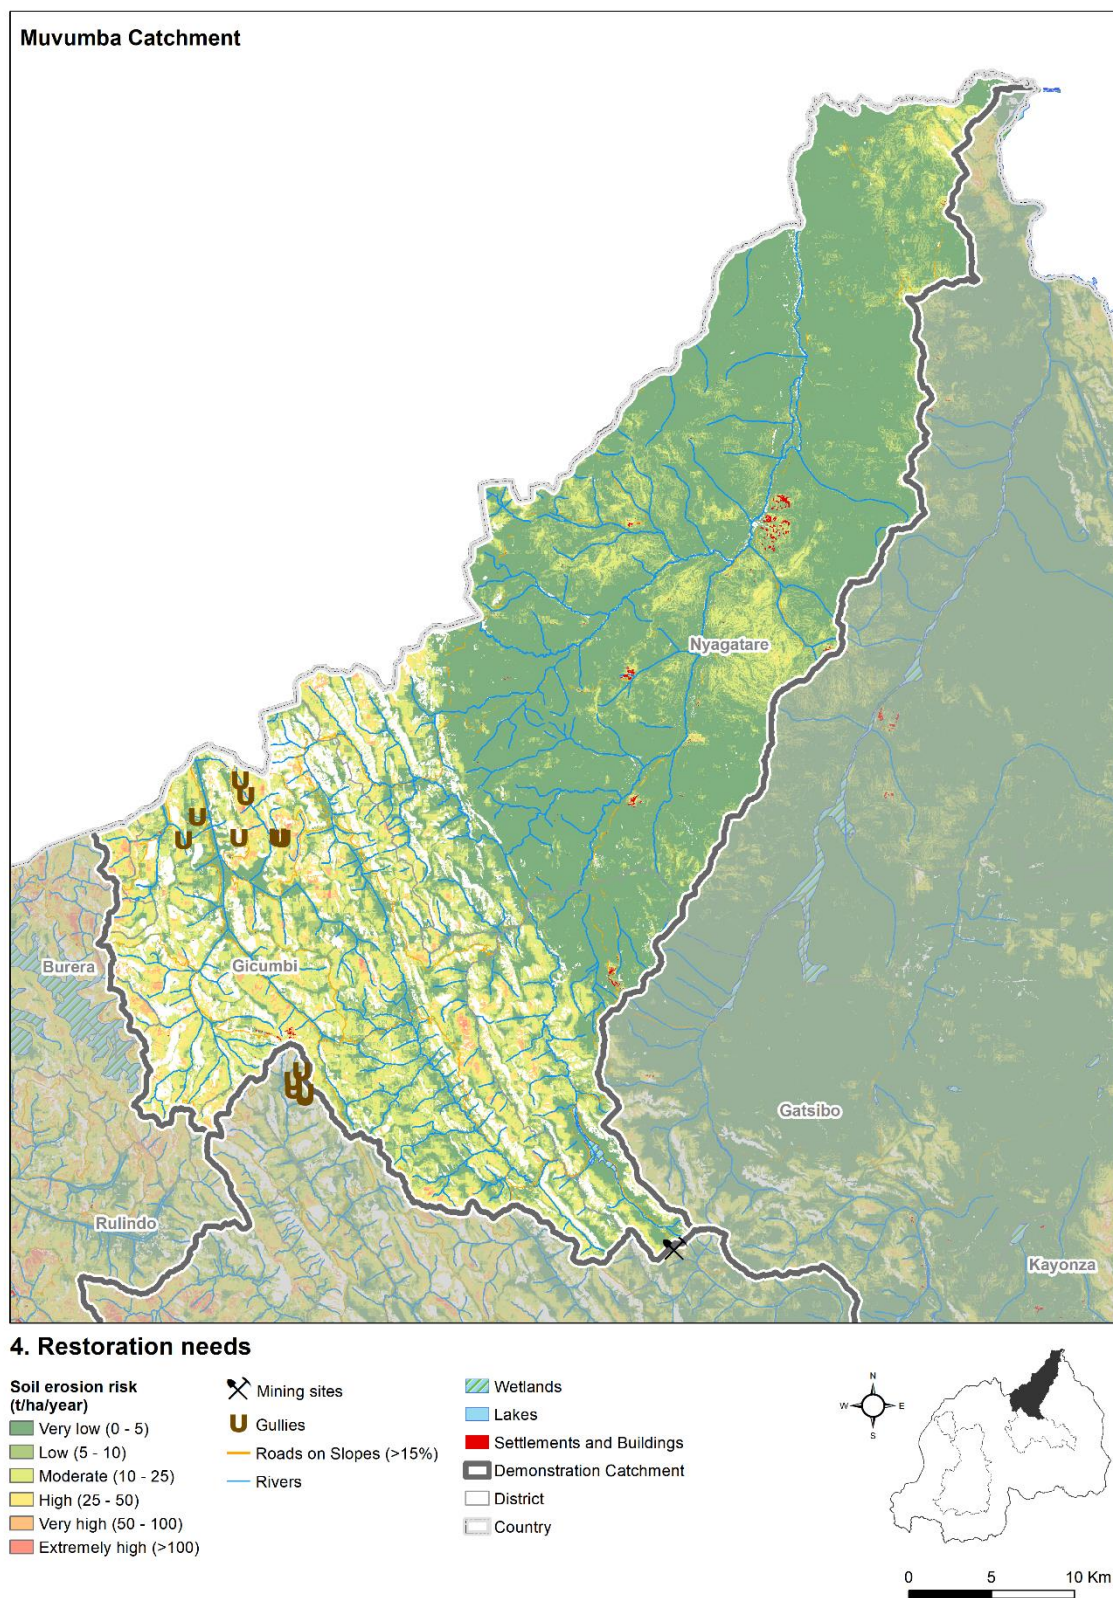 Muvumba Catchment
Nyagatare
Burera
Gicumbi
Gatsibo
Rulindo
Kayonza
4. Restoration needs
Soil erosion risk
(t/ha/year)
Very low (0 - 5)
Low (5 - 10)
Moderate (10 - 25)
High (25 - 50)
Very high (50 - 100)
Extremely high (>100)
Mining sites
Gullies
Roads on Slopes (>15%)
Rivers
Wetlands
Lakes
Settlements and Buildings
Demonstration Catchment
District
Country
N
W
E
S
0 5 10 Km